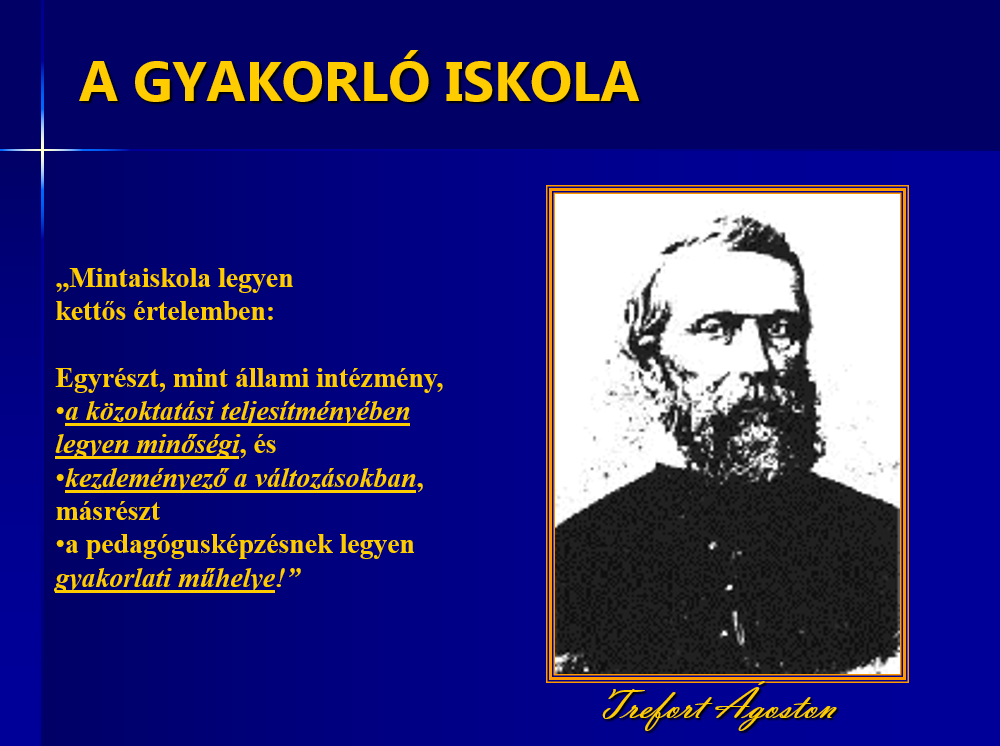 A GYAKORLÓ ISKOLA
„Mintaiskola legyen
kettős értelemben:
Egyrészt, mint állami intézmény,
•a közoktatási teljesítményében
legyen minőségi, és
•kezdeményező a változásokban,
másrészt
•a pedagógusképzésnek legyen
gyakorlati műhelye!”
Trefort Ágoston